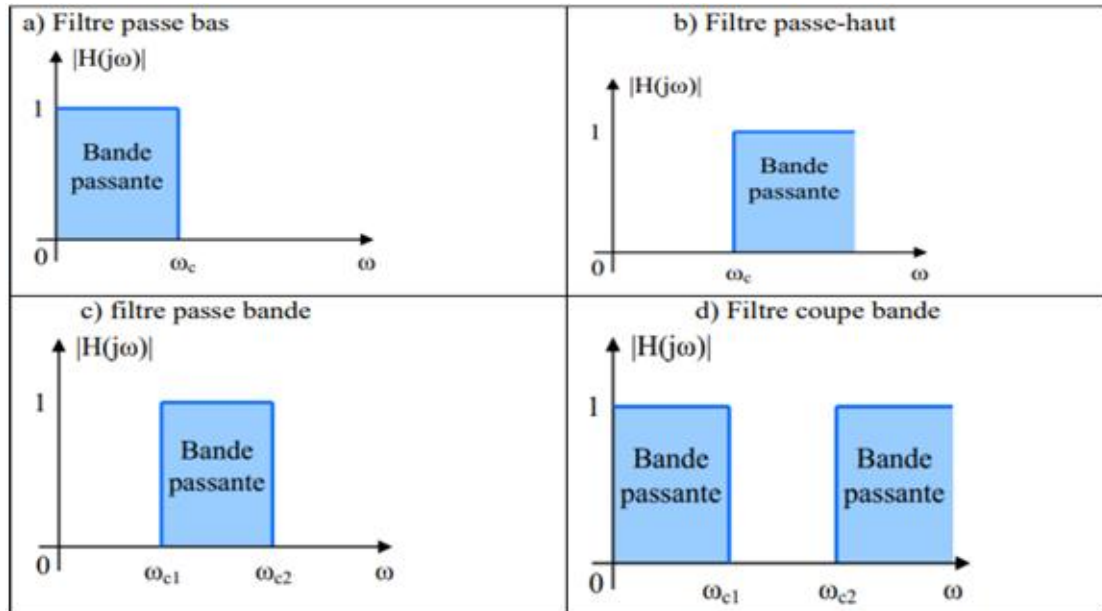 a) Filtre passe bas
|H(jω)|
1
Bande
passante
0
ωc
ω
b) Filtre passe-haut
|H(jω)|
1
Bande
passante
0
ωc
ω
c) filtre passe bande
|H(jω)|
1
Bande
passante
0
ωc1
ωc2
ω
d) Filtre coupe bande
|H(jω)|
1
Bande
passante
Bande
passante
0
ωc1
ωc2
ω